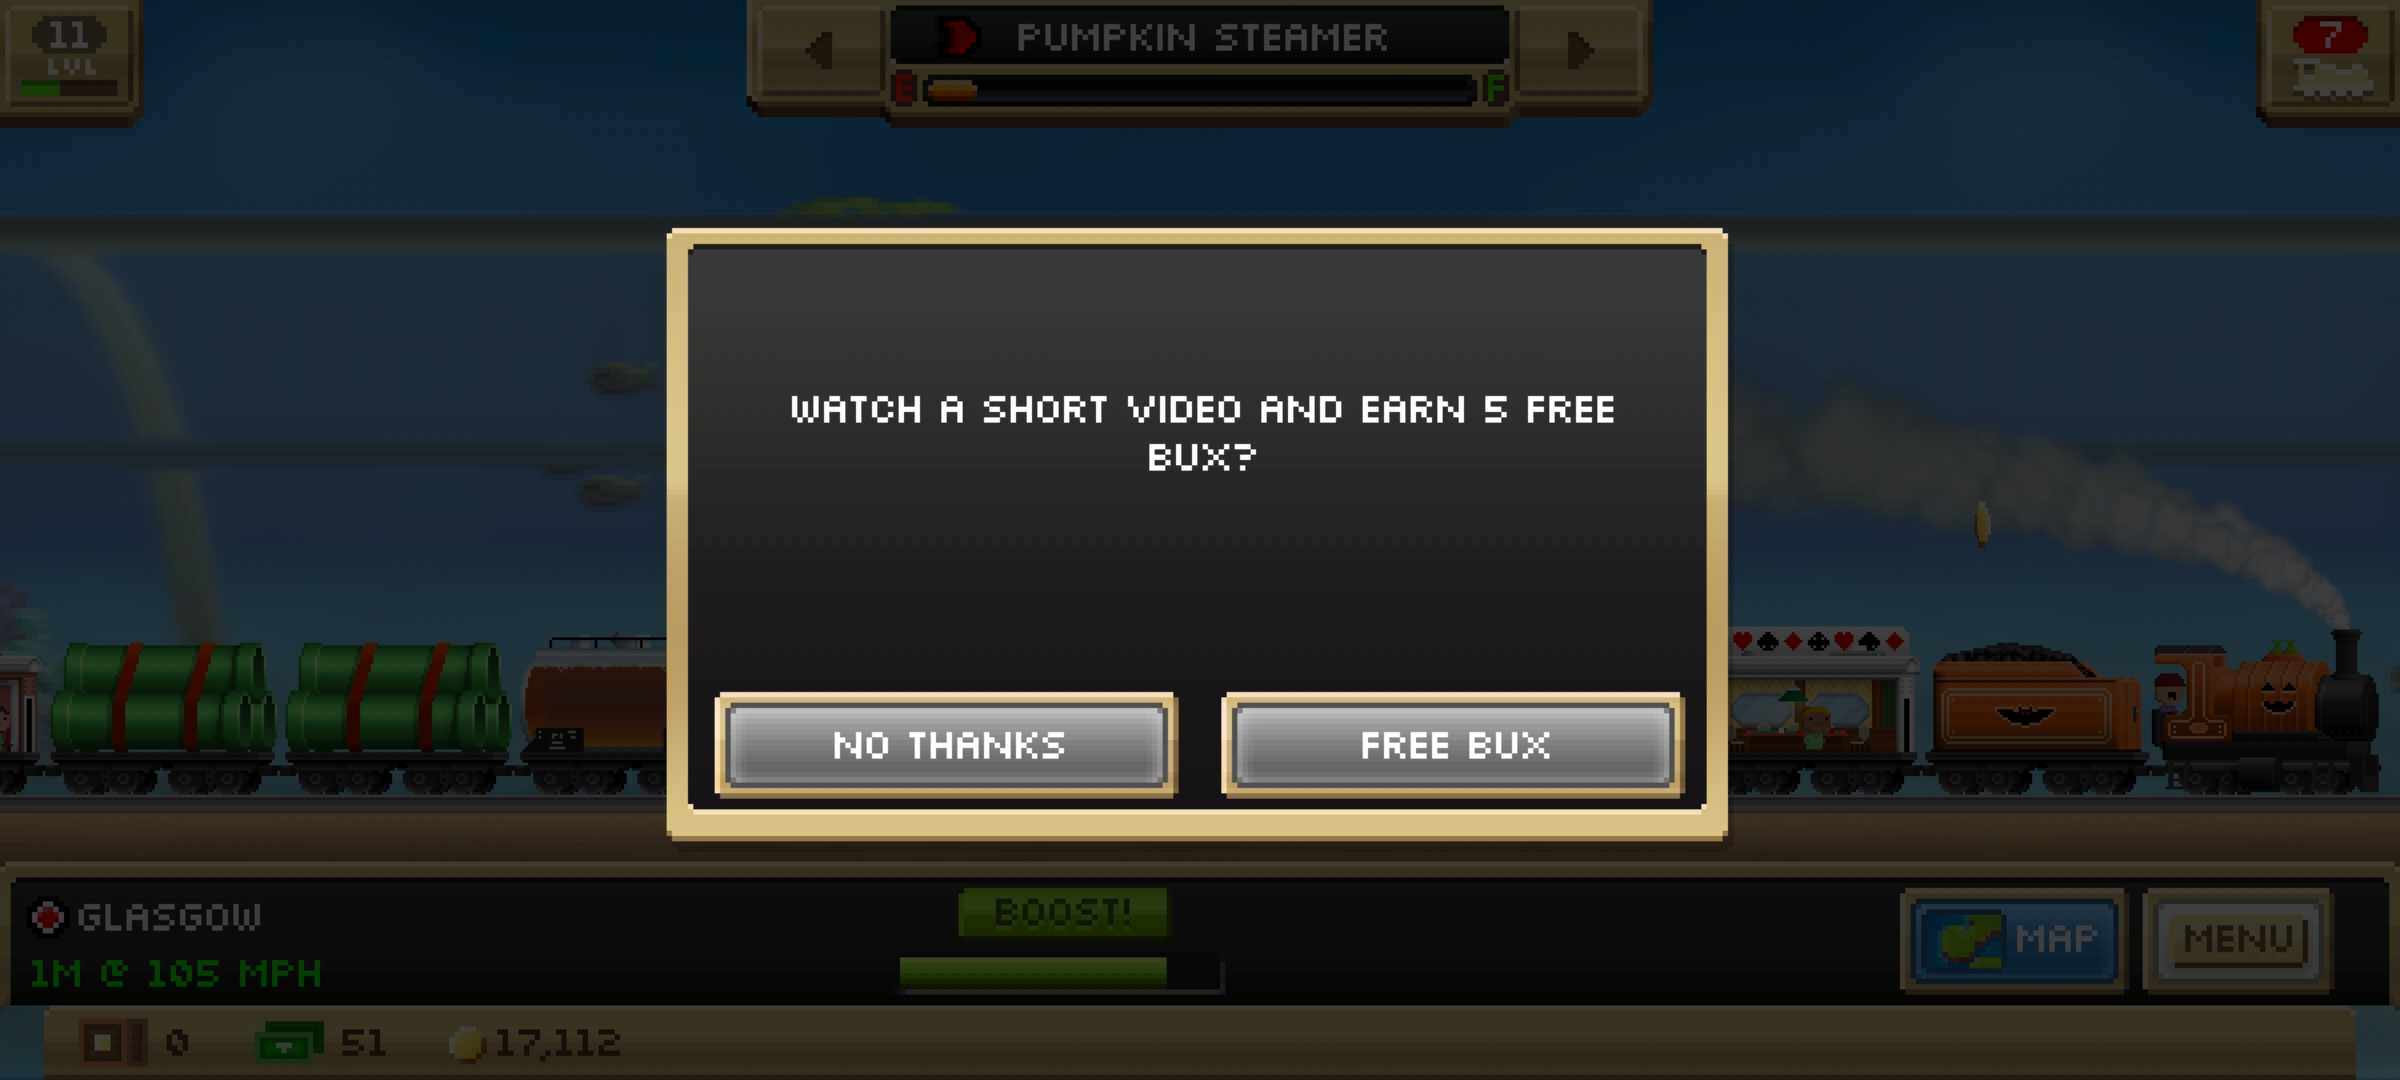 11
LVL
PUMPKIN STEAMER
E F
7
WATCH A SHORT VIDEO AND EARN 5 FREE
BUX?
NO THANKS
FREE BUX
GLASGOW
1M @ 105 MPH
BOOST!
MAP
MENU
0
51
17,112